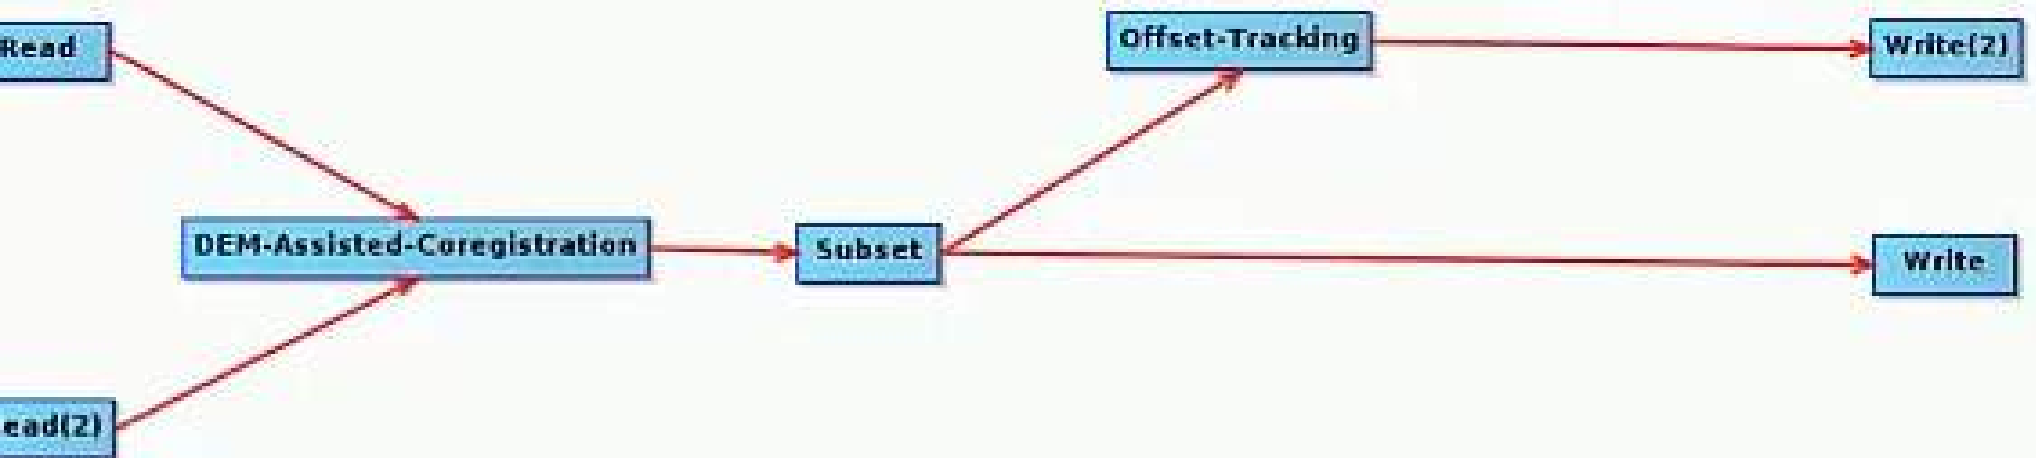 Read
Offset-Tracking
Write(2)
DEM-Assisted-Coregistration
Subset
Write
ead(2)